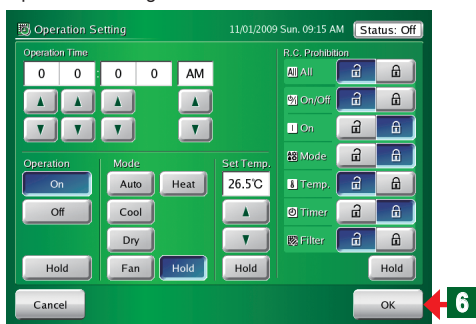 Operation Setting 11/01/2009 Sun. 09:15 AM Status: Off
Operation Time
0 0 : 0 0 AM
R.C. Prohibition
All All
On/Off
On
Mode
Temp.
Timer
Filter
Hold
Operation
On
Off
Hold
Mode
Auto Heat
Cool
Dry
Fan Hold
Set Temp.
26.5°C
Hold
Cancel OK 6